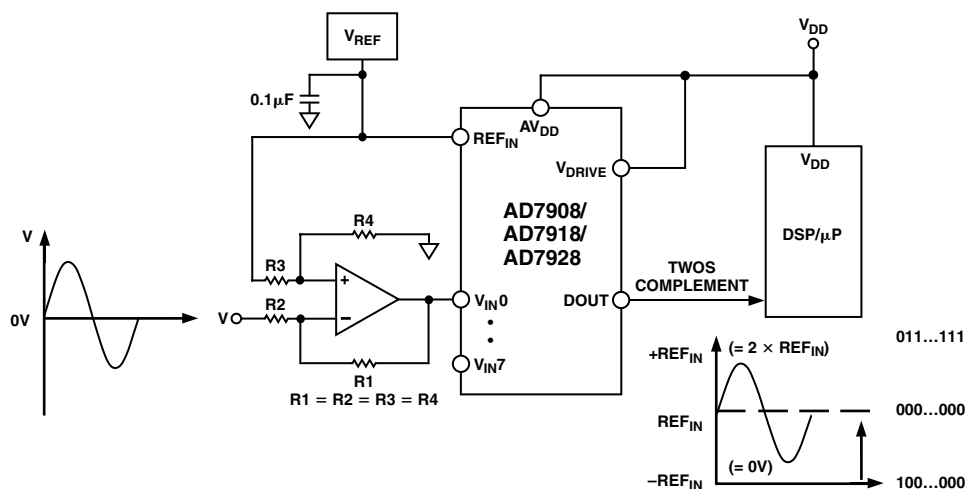 V_REF
V_DD
0.1µF
AV_DD
REF_IN
V_DRIVE
V_DD
R4
AD7908/
AD7918/
AD7928
DSP/µP
V
R3
+
TWOS
COMPLEMENT
R2
V_IN0
DOUT
0V
V
−
R1
V_IN7
R1 = R2 = R3 = R4
+REF_IN
(= 2 × REF_IN)
011...111
REF_IN
000...000
(= 0V)
−REF_IN
100...000